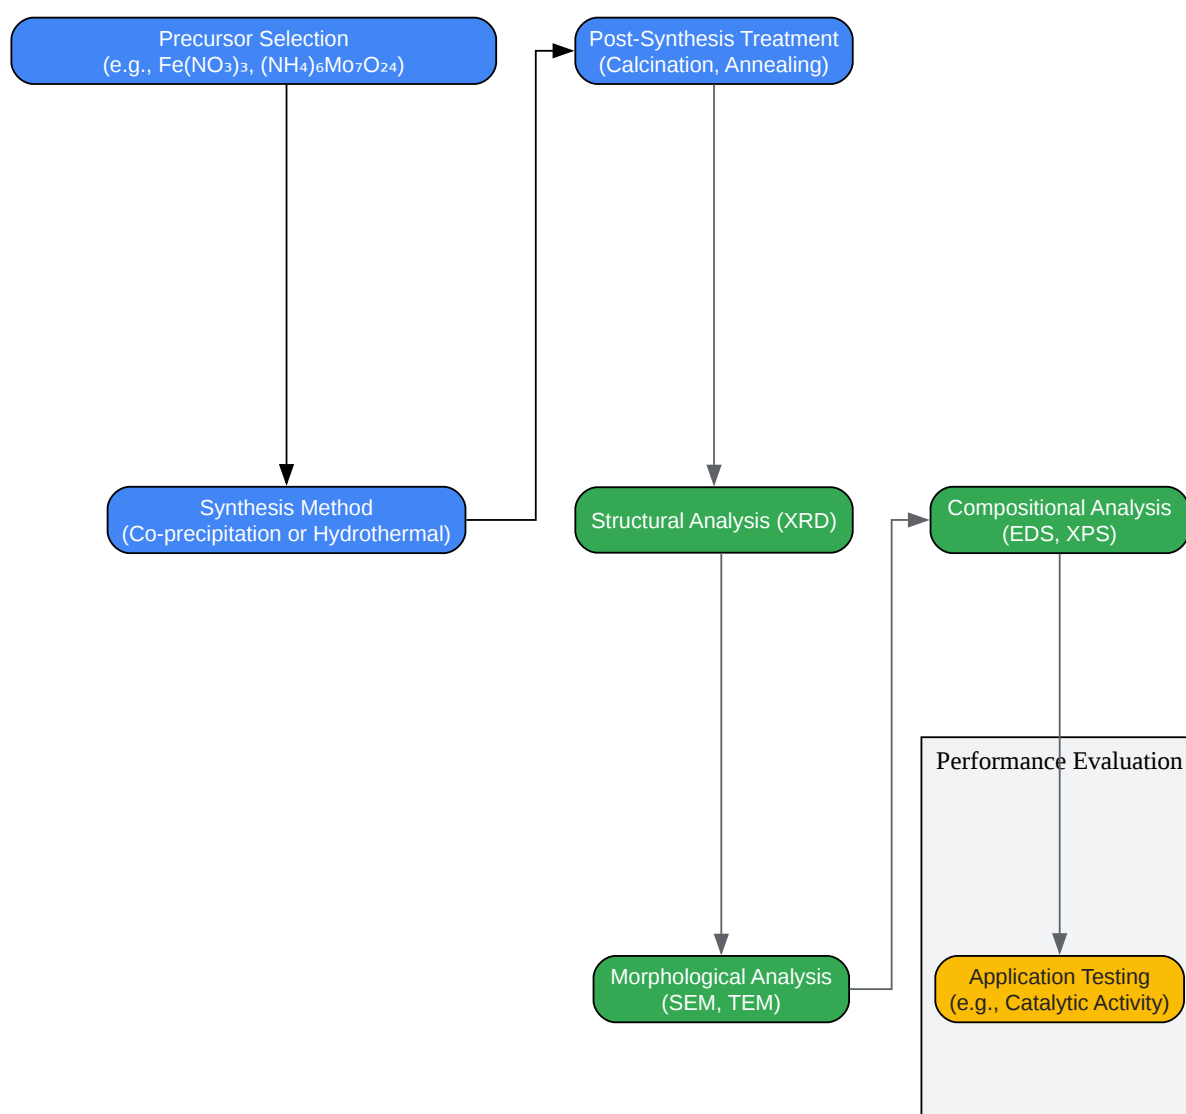 Precursor Selection
(e.g., Fe(NO₃)₃, (NH₄)₆Mo₇O₂₄)
Synthesis Method
(Co-precipitation or Hydrothermal)
Post-Synthesis Treatment
(Calcination, Annealing)
Structural Analysis (XRD)
Morphological Analysis
(SEM, TEM)
Compositional Analysis
(EDS, XPS)
Performance Evaluation
Application Testing
(e.g., Catalytic Activity)